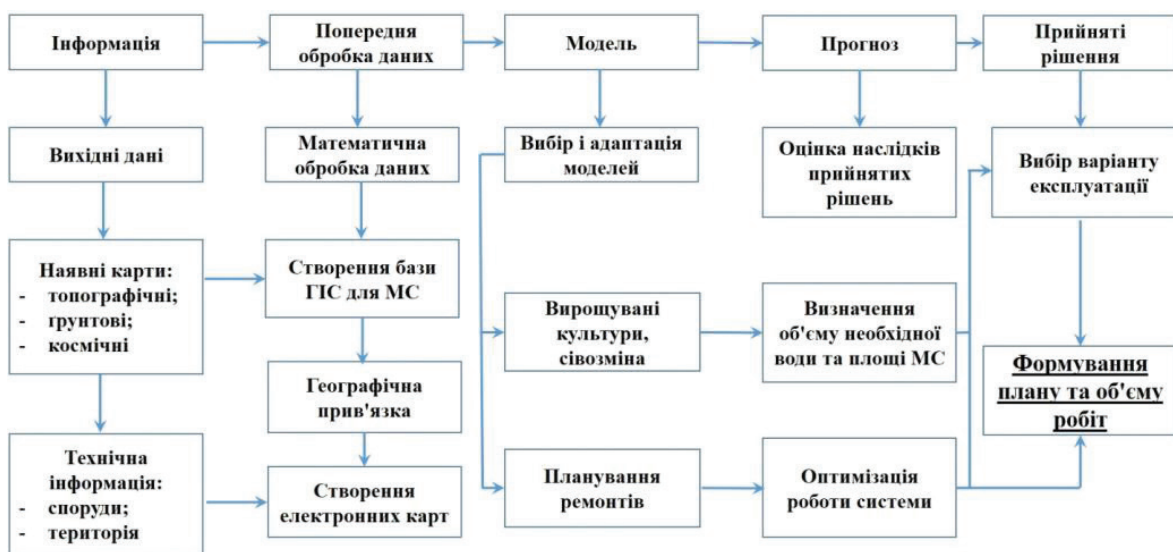 Інформація
Попередня
обробка даних
Модель
Прогноз
Прийняті
рішення
Вихідні дані
Математична
обробка даних
Вибір і адаптація
моделей
Оцінка наслідків
прийнятих
рішень
Вибір варіанту
експлуатації
Наявні карти:
- топографічні;
- ґрунтові;
- космічні
Створення бази
ГІС для МС
Вирощувані
культури,
сівозміна
Визначення
об'єму необхідної
води та площі МС
Формування
плану та об'єму
робіт
Географічна
прив'язка
Технічна
інформація:
- споруди;
- територія
Створення
електронних карт
Планування
ремонтів
Оптимізація
роботи системи